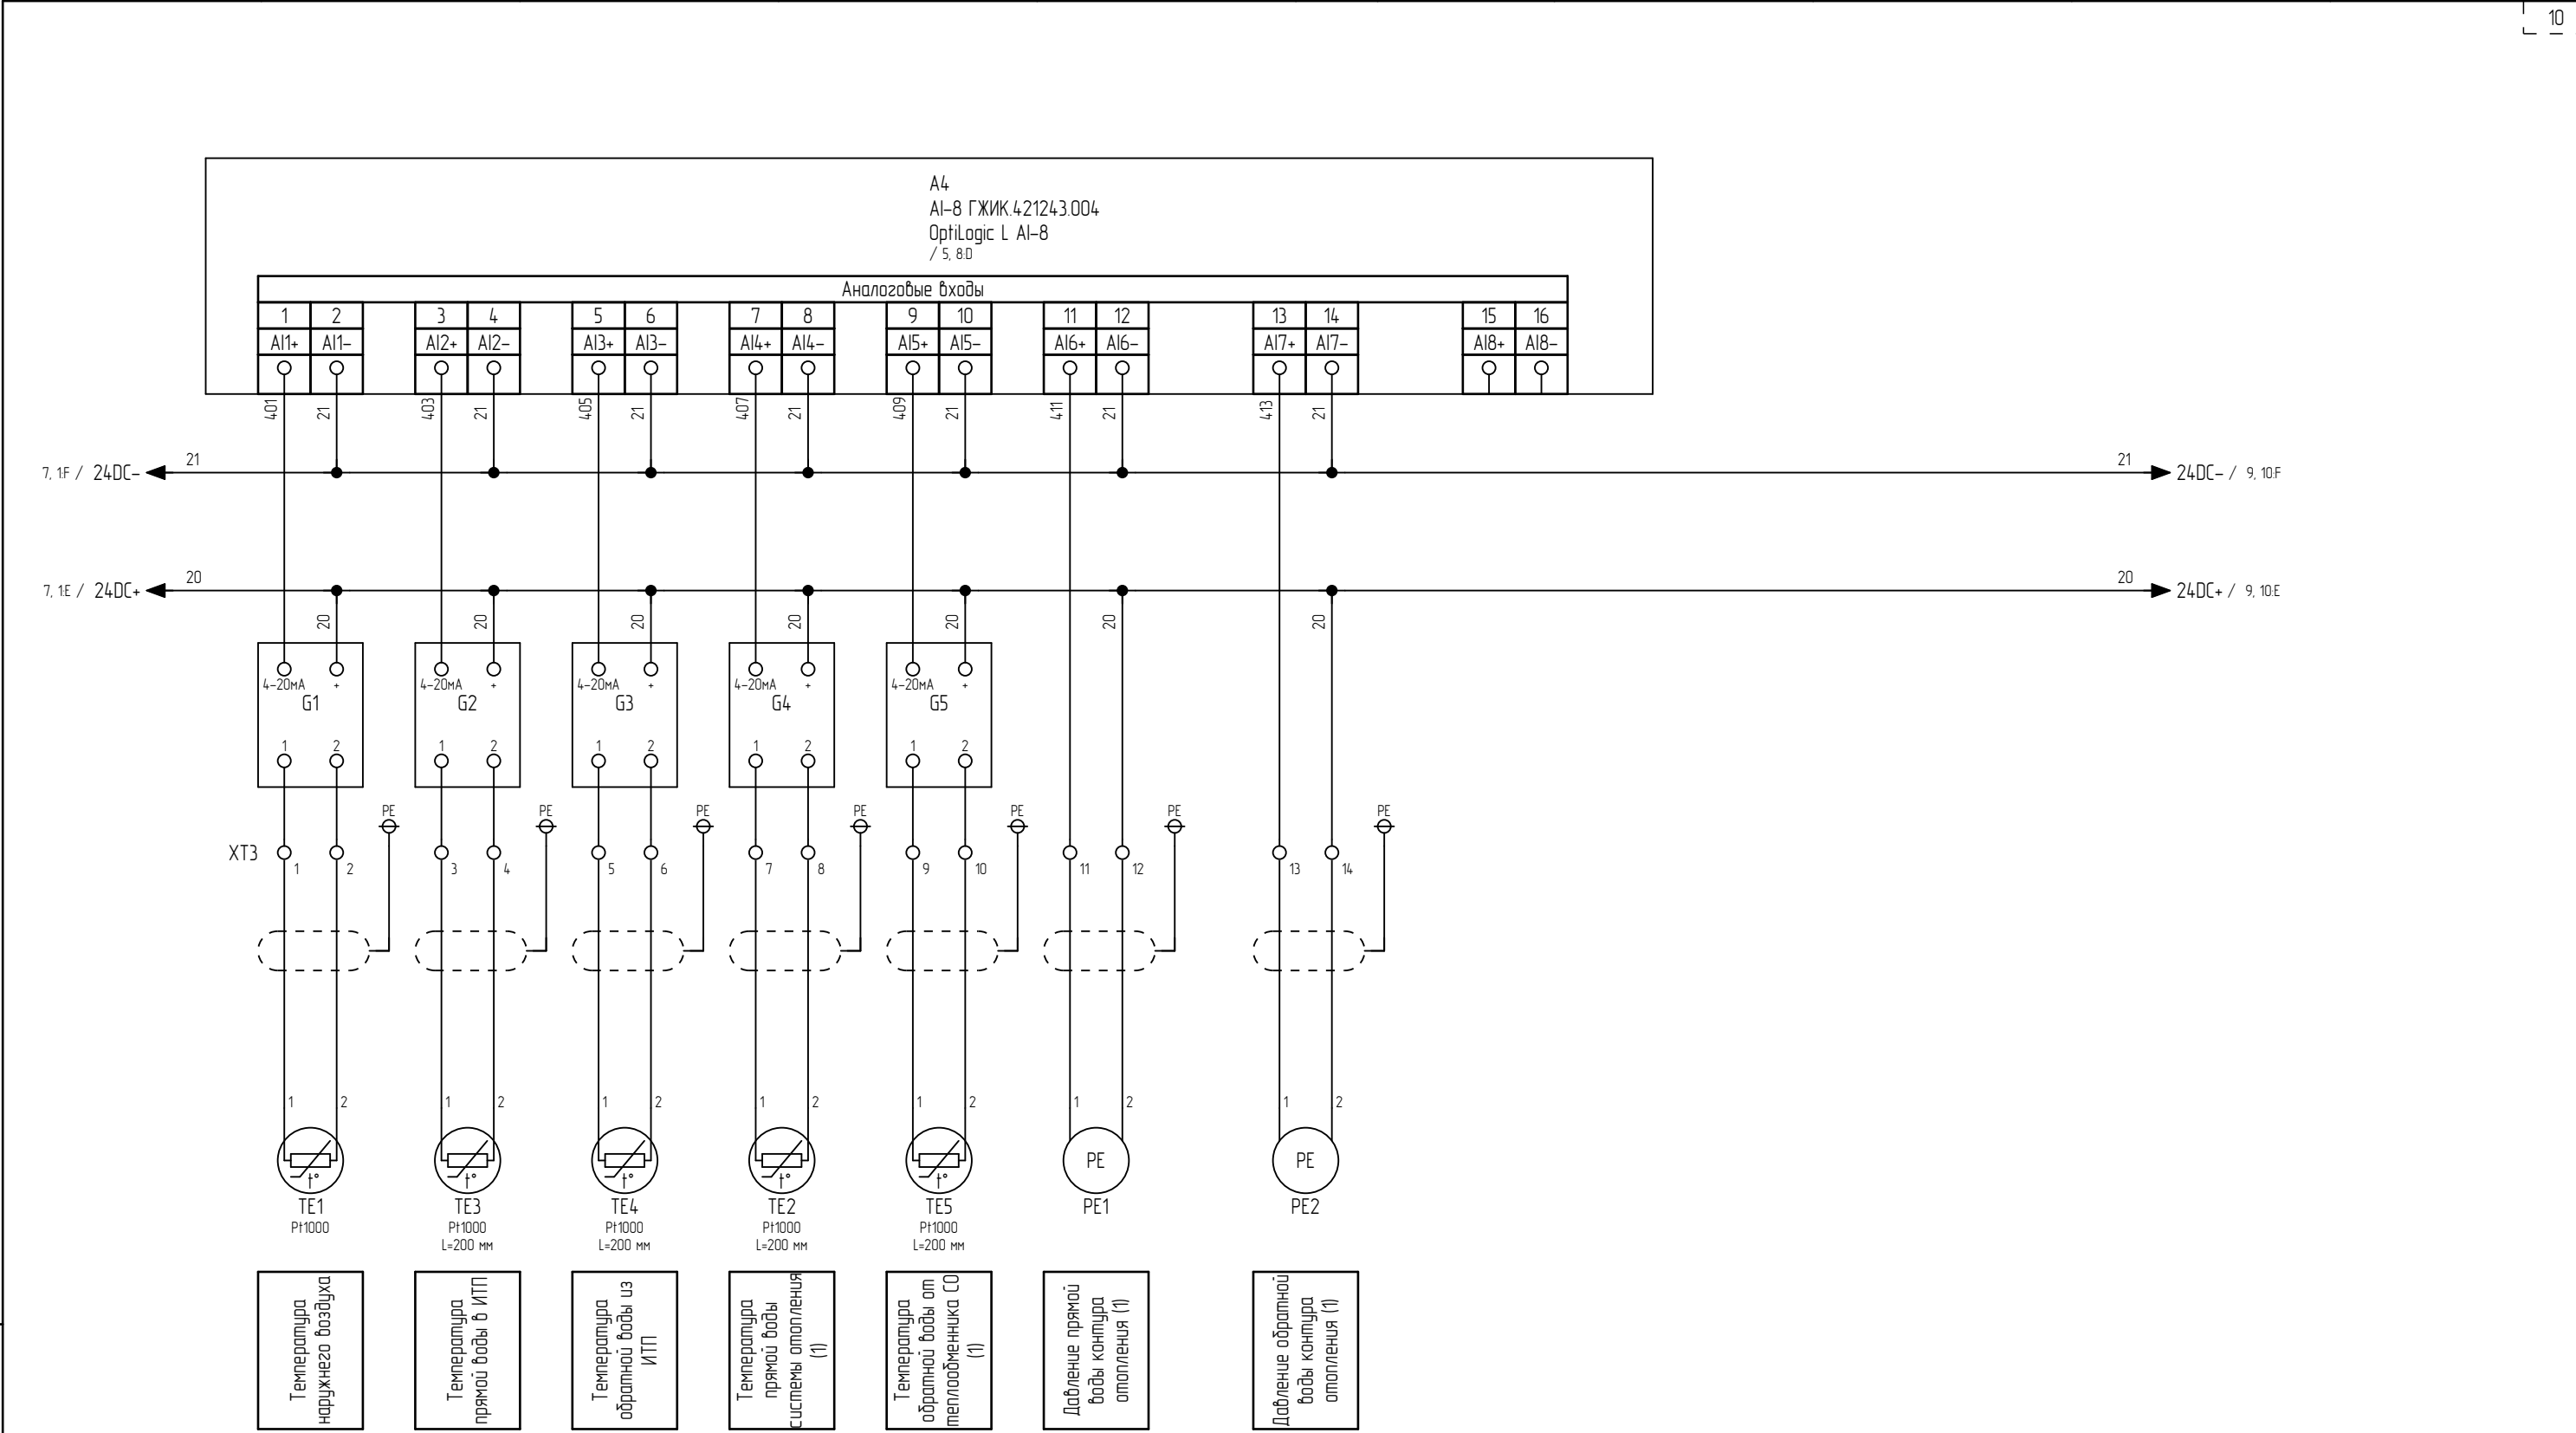 10
A4
AI-8 ГЖИК.421243.004
OptiLogic L AI-8
/ 5, 8:D
Аналоговые входы
1 2 3 4 5 6 7 8 9 10 11 12 13 14 15 16
AI1+ AI1- AI2+ AI2- AI3+ AI3- AI4+ AI4- AI5+ AI5- AI6+ AI6- AI7+ AI7- AI8+ AI8-
401 21 403 21 405 21 407 21 409 21 411 21 413 21
21 21
7, 1:F / 24DC- 24DC- / 9, 10:F
20 20
7, 1:E / 24DC+ 24DC+ / 9, 10:E
20 20 20 20 20 20 20
4-20мА + 4-20мА + 4-20мА + 4-20мА + 4-20мА +
G1 G2 G3 G4 G5
1 2 1 2 1 2 1 2 1 2
PE PE PE PE PE PE PE
XT3
1 2 3 4 5 6 7 8 9 10 11 12 13 14
1 2 1 2 1 2 1 2 1 2 1 2 1 2
PE PE
t° t° t° t° t°
TE1 TE3 TE4 TE2 TE5 PE1 PE2
Pt1000 Pt1000 Pt1000 Pt1000 Pt1000
L=200 мм L=200 мм L=200 мм L=200 мм
Температура
наружнего воздуха
Температура
прямой воды в ИТП
Температура
обратной воды из
ИТП
Температура
прямой воды
системы отопления
(1)
Температура
обратной воды от
теплообменника СО
(1)
Давление прямой
воды контура
отопления (1)
Давление обратной
воды контура
отопления (1)